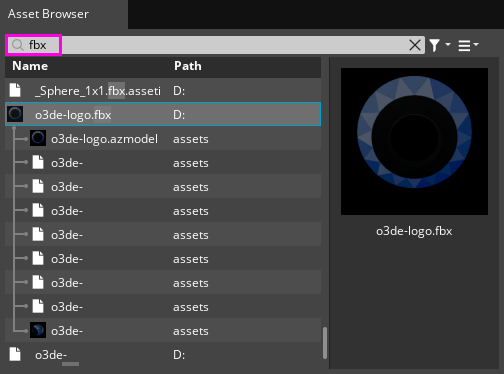 Asset Browser
fbx
Name Path
_Sphere_1x1.fbx.asseti D:
o3de-logo.fbx D:
o3de-logo.azmodel assets
o3de- assets
o3de- assets
o3de- assets
o3de- assets
o3de- assets
o3de- assets
o3de- assets
o3de- assets
o3de- D:
o3de-logo.fbx